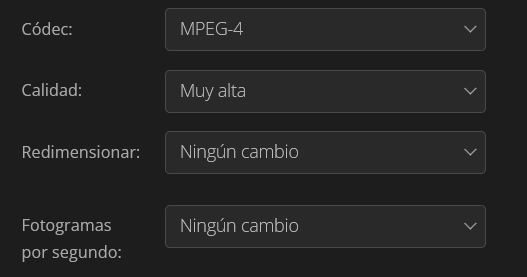 Códec: MPEG-4
Calidad: Muy alta
Redimensionar: Ningún cambio
Fotogramas Ningún cambio
por segundo: